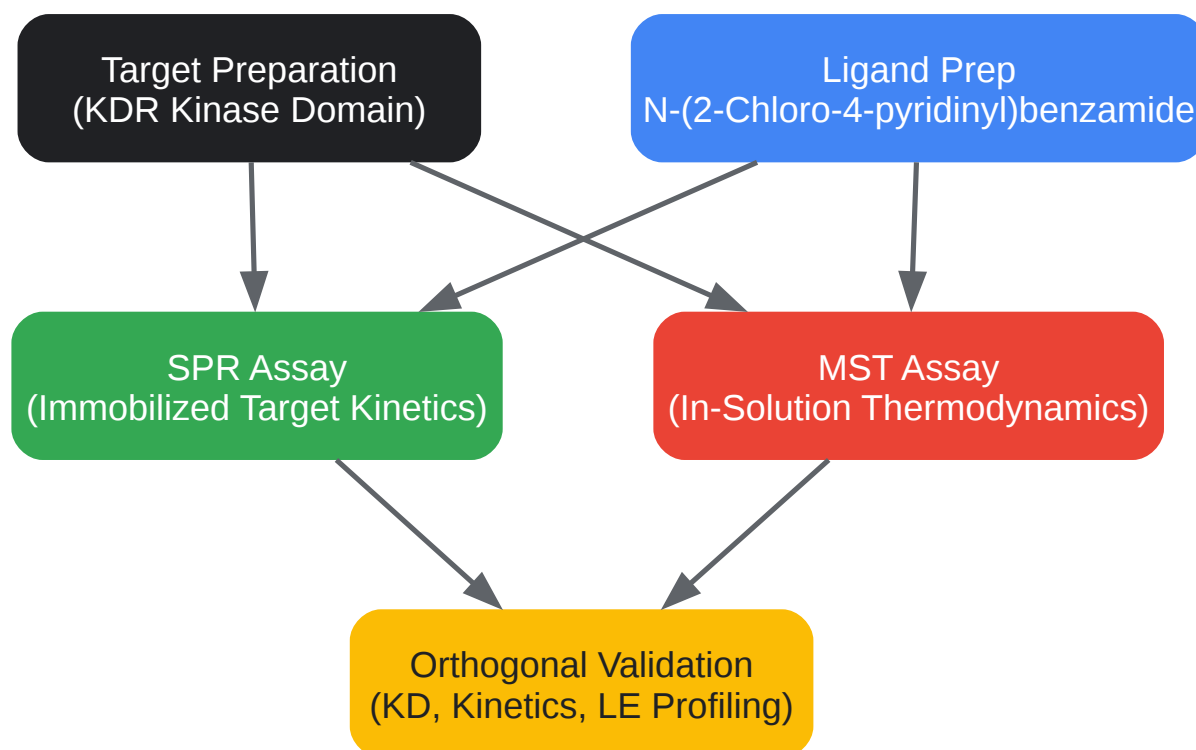 Target Preparation
(KDR Kinase Domain)
Ligand Prep
N-(2-Chloro-4-pyridinyl)benzamide
SPR Assay
(Immobilized Target Kinetics)
MST Assay
(In-Solution Thermodynamics)
Orthogonal Validation
(KD, Kinetics, LE Profiling)